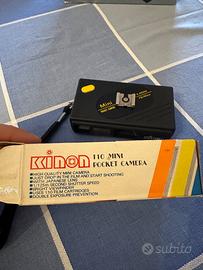 Mini
Kinon
110 MINI
POCKET CAMERA
HIGH QUALITY MINI CAMERA
JUST DROP IN THE FILM AND START SHOOTING
WITH JAPANESE LENS
1/125th SECOND SHUTTER SPEED
BRIGHT VIEWFINDER
USES 110 FILM CARTRIDGES
DOUBLE EXPOSURE PREVENTION
subito